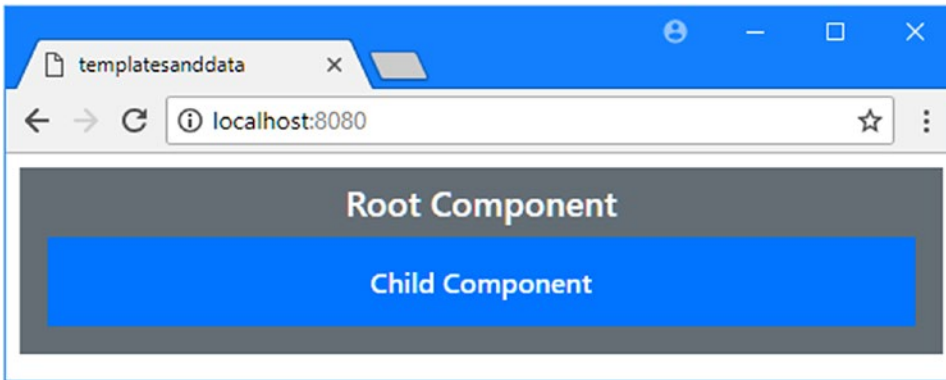 templatesanddata
localhost:8080
Root Component
Child Component